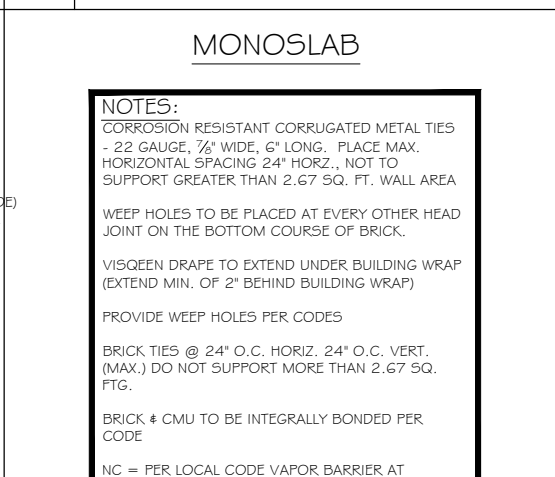 MONOSLAB
NOTES:
CORROSION RESISTANT CORRUGATED METAL TIES
- 22 GAUGE, ⅞" WIDE, 6" LONG. PLACE MAX.
HORIZONTAL SPACING 24" HORZ., NOT TO
SUPPORT GREATER THAN 2.67 SQ. FT. WALL AREA
DE)
WEEP HOLES TO BE PLACED AT EVERY OTHER HEAD
JOINT ON THE BOTTOM COURSE OF BRICK.
VISQEEN DRAPE TO EXTEND UNDER BUILDING WRAP
(EXTEND MIN. OF 2" BEHIND BUILDING WRAP)
PROVIDE WEEP HOLES PER CODES
BRICK TIES @ 24" O.C. HORIZ. 24" O.C. VERT.
(MAX.) DO NOT SUPPORT MORE THAN 2.67 SQ.
FTG.
BRICK & CMU TO BE INTEGRALLY BONDED PER
CODE
NC = PER LOCAL CODE VAPOR BARRIER AT